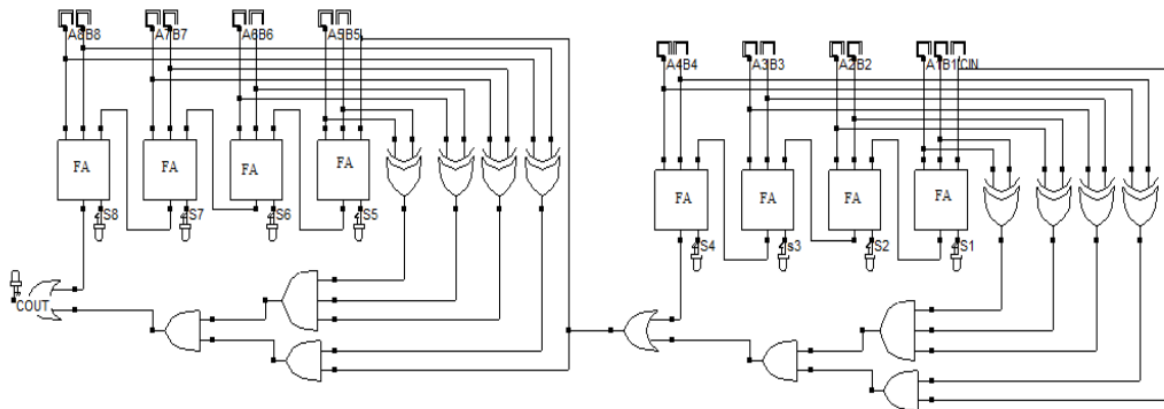 A8B8 A7B7 A6B6 A5B5
A4B4 A3B3 A2B2 A1B1CIN
FA FA FA FA
FA FA FA FA
S8 S7 S6 S5
S4 s3 S2 S1
COUT